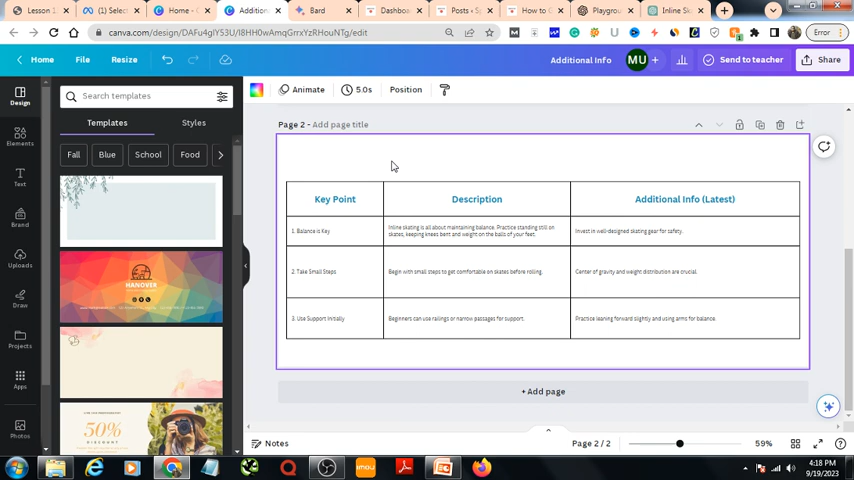 Lesson 1
(1) Selec
Home - C
Addition
Bard
Dashboa
Posts ‹ S
How to
Playgrou
Inline Sk
canva.com/design/DAFu4glY53U/I8HH0wAmqGrrxYzRHouNTg/edit
Error
Home
File
Resize
Additional Info
MU
Send to teacher
Share
Design
Elements
Text
Brand
Uploads
Draw
Projects
Apps
Photos
Search templates
Templates
Styles
Fall
Blue
School
Food
HANOVER
50%
DISCOUNT
Animate
5.0s
Position
Page 2 - Add page title
Key Point
Description
Additional Info (Latest)
1. Balance is Key
Inline skating is all about maintaining balance. Practice standing still on
skates, keeping knees bent and weight on the balls of your feet.
Invest in well-designed skating gear for safety.
2. Take Small Steps
Begin with small steps to get comfortable on skates before rolling.
Center of gravity and weight distribution are crucial.
3. Use Support Initially
Beginners can use railings or narrow passages for support.
Practice leaning forward slightly and using arms for balance.
+ Add page
Notes
Page 2 / 2
59%
imou
4:18 PM
9/19/2023